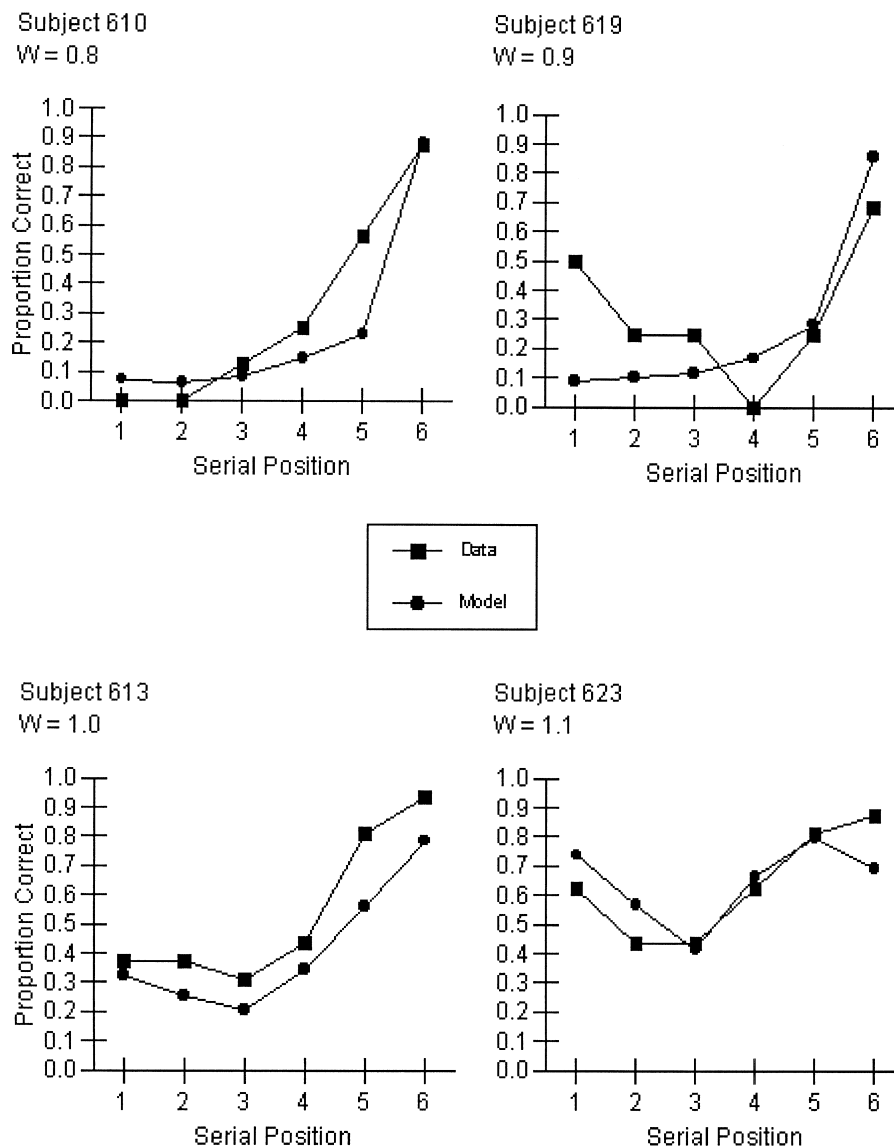 Subject 610
W = 0.8
Proportion Correct
1.0
0.9
0.8
0.7
0.6
0.5
0.4
0.3
0.2
0.1
0.0
1 2 3 4 5 6
Serial Position
Subject 619
W = 0.9
1.0
0.9
0.8
0.7
0.6
0.5
0.4
0.3
0.2
0.1
0.0
1 2 3 4 5 6
Serial Position
Data
Model
Subject 613
W = 1.0
Proportion Correct
1.0
0.9
0.8
0.7
0.6
0.5
0.4
0.3
0.2
0.1
0.0
1 2 3 4 5 6
Serial Position
Subject 623
W = 1.1
1.0
0.9
0.8
0.7
0.6
0.5
0.4
0.3
0.2
0.1
0.0
1 2 3 4 5 6
Serial Position